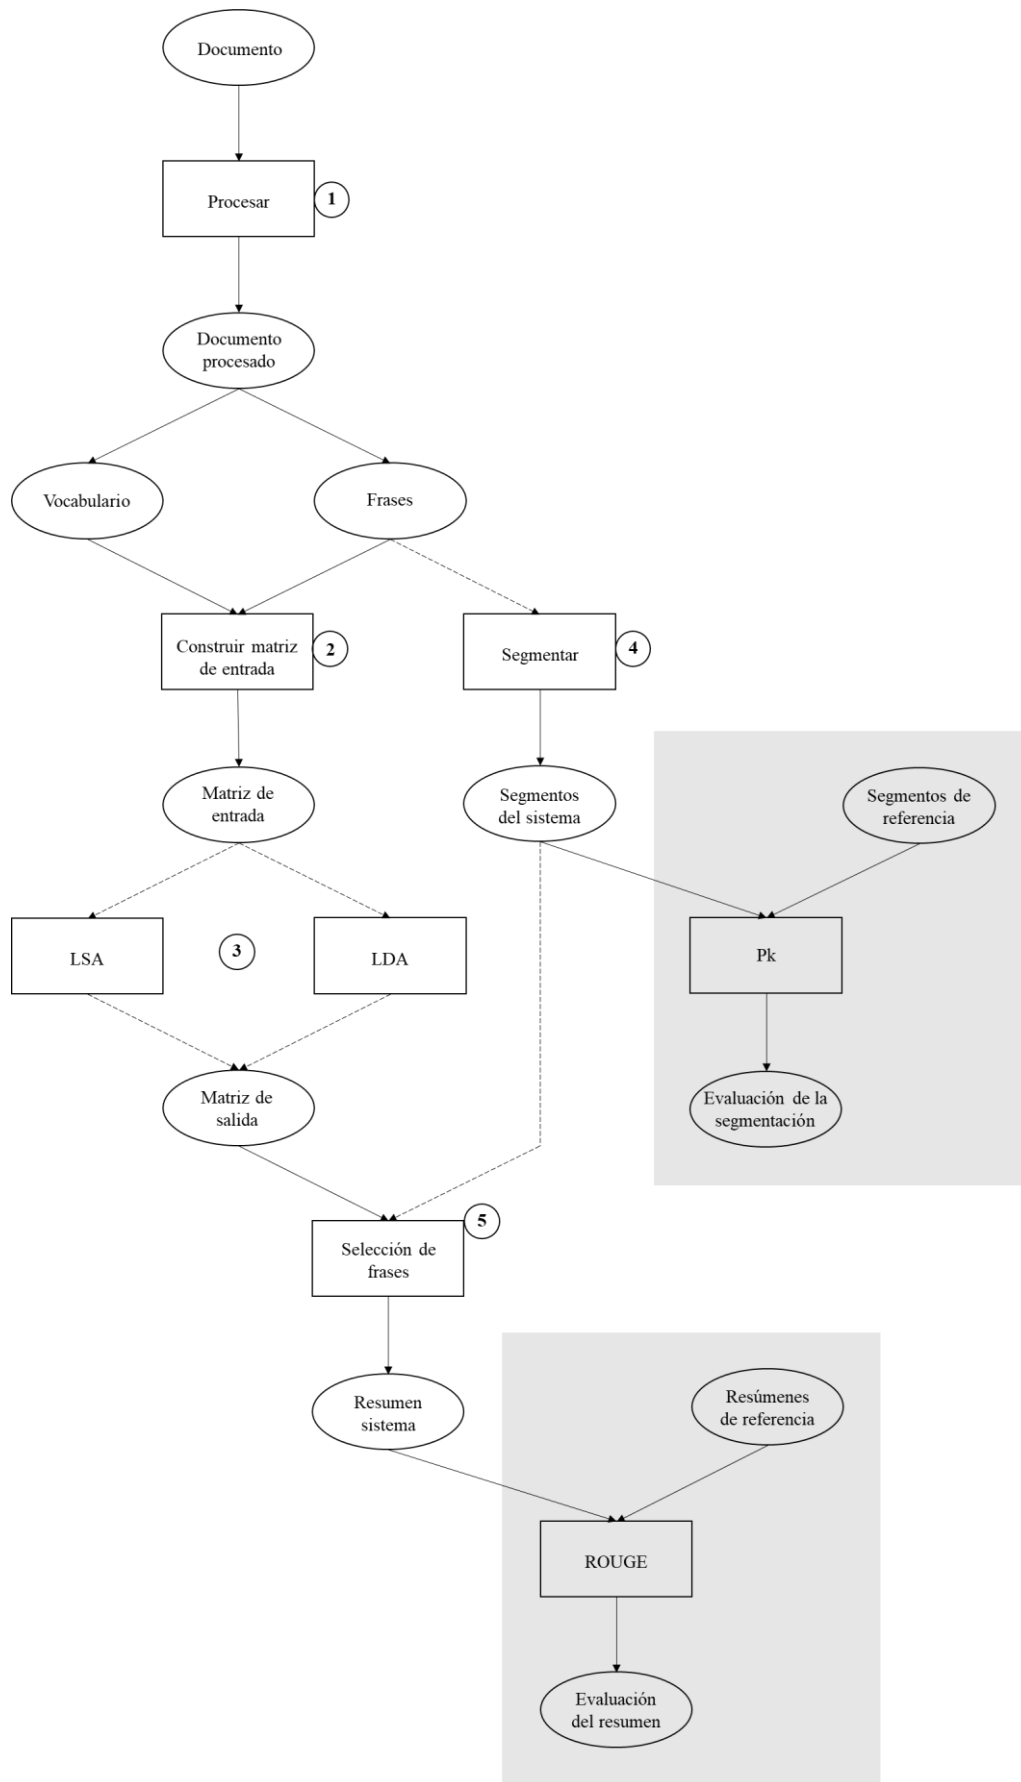 Documento
Procesar
1
Documento
procesado
Vocabulario
Frases
Construir matriz
de entrada
2
Segmentar
4
Matriz de
entrada
Segmentos
del sistema
Segmentos de
referencia
LSA
3
LDA
Pk
Matriz de
salida
Evaluación de la
segmentación
5
Selección de
frases
Resumen
sistema
Resúmenes
de referencia
ROUGE
Evaluación
del resumen